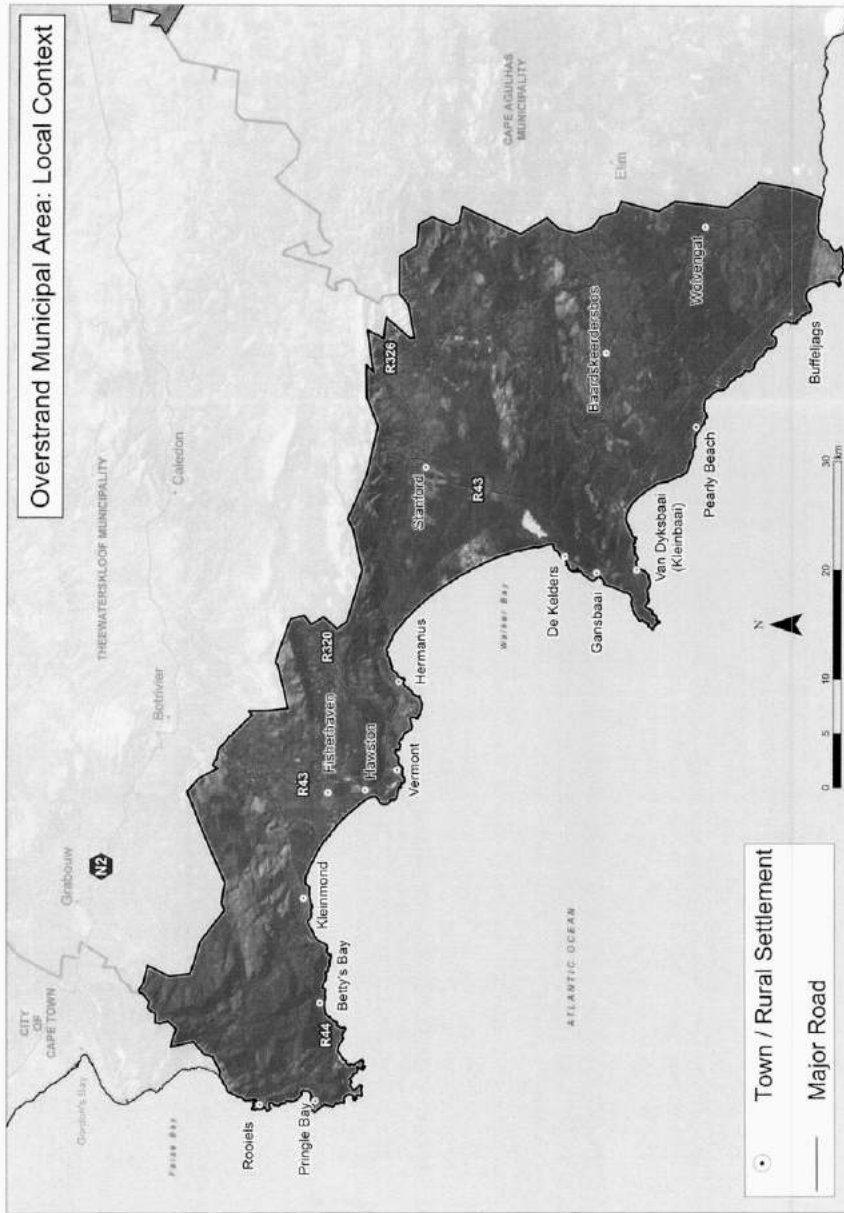 Overstrand Municipal Area: Local Context
CITY
OF
CAPE TOWN
Grabouw
N2
THEEWATERSKLOOF MUNICIPALITY
Gordon's Bay
Botrivier
Caledon
False Bay
CAPE AGULHAS
MUNICIPALITY
Elim
Rooiels
Pringle Bay
R44
Betty's Bay
Kleinmond
R43
Fisherhaven
Hawston
Vermont
R320
Hermanus
R326
Stanford
R43
Walker Bay
De Kelders
Gansbaai
Van Dyksbaai
(Kleinbaai)
Baardskeerdersbos
Pearly Beach
Wolvengat
Buffeljags
ATLANTIC OCEAN
N
Town / Rural Settlement
Major Road
0
5
10
20
30
km